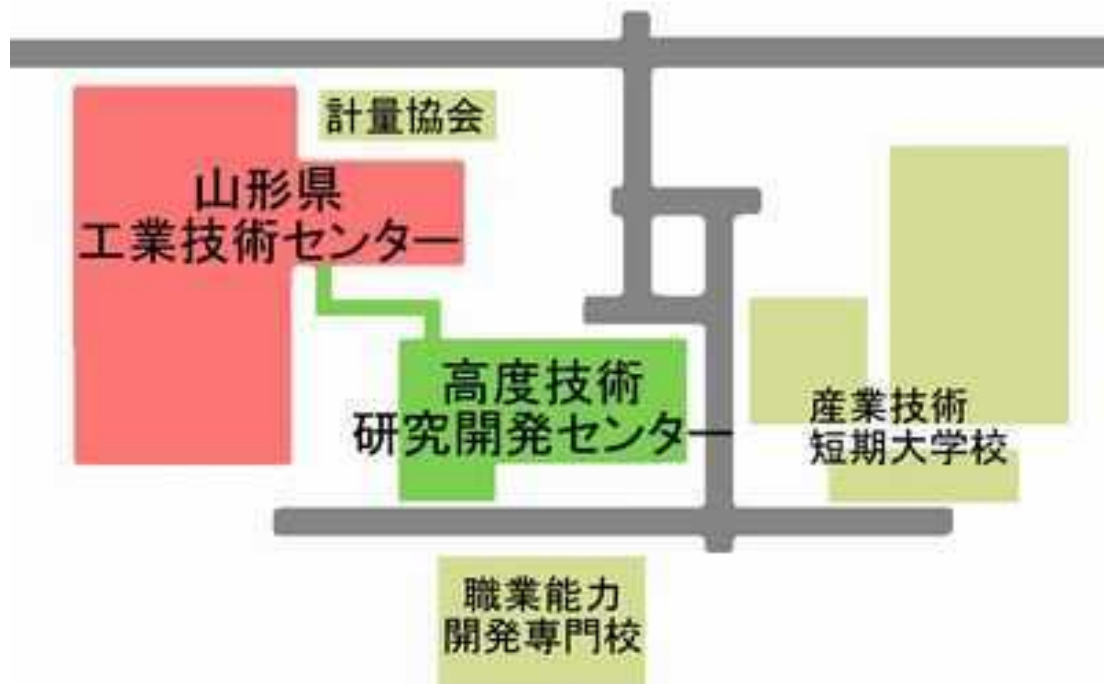 計量協会
山形県
工業技術センター
高度技術
研究開発センター
産業技術
短期大学校
職業能力
開発専門校